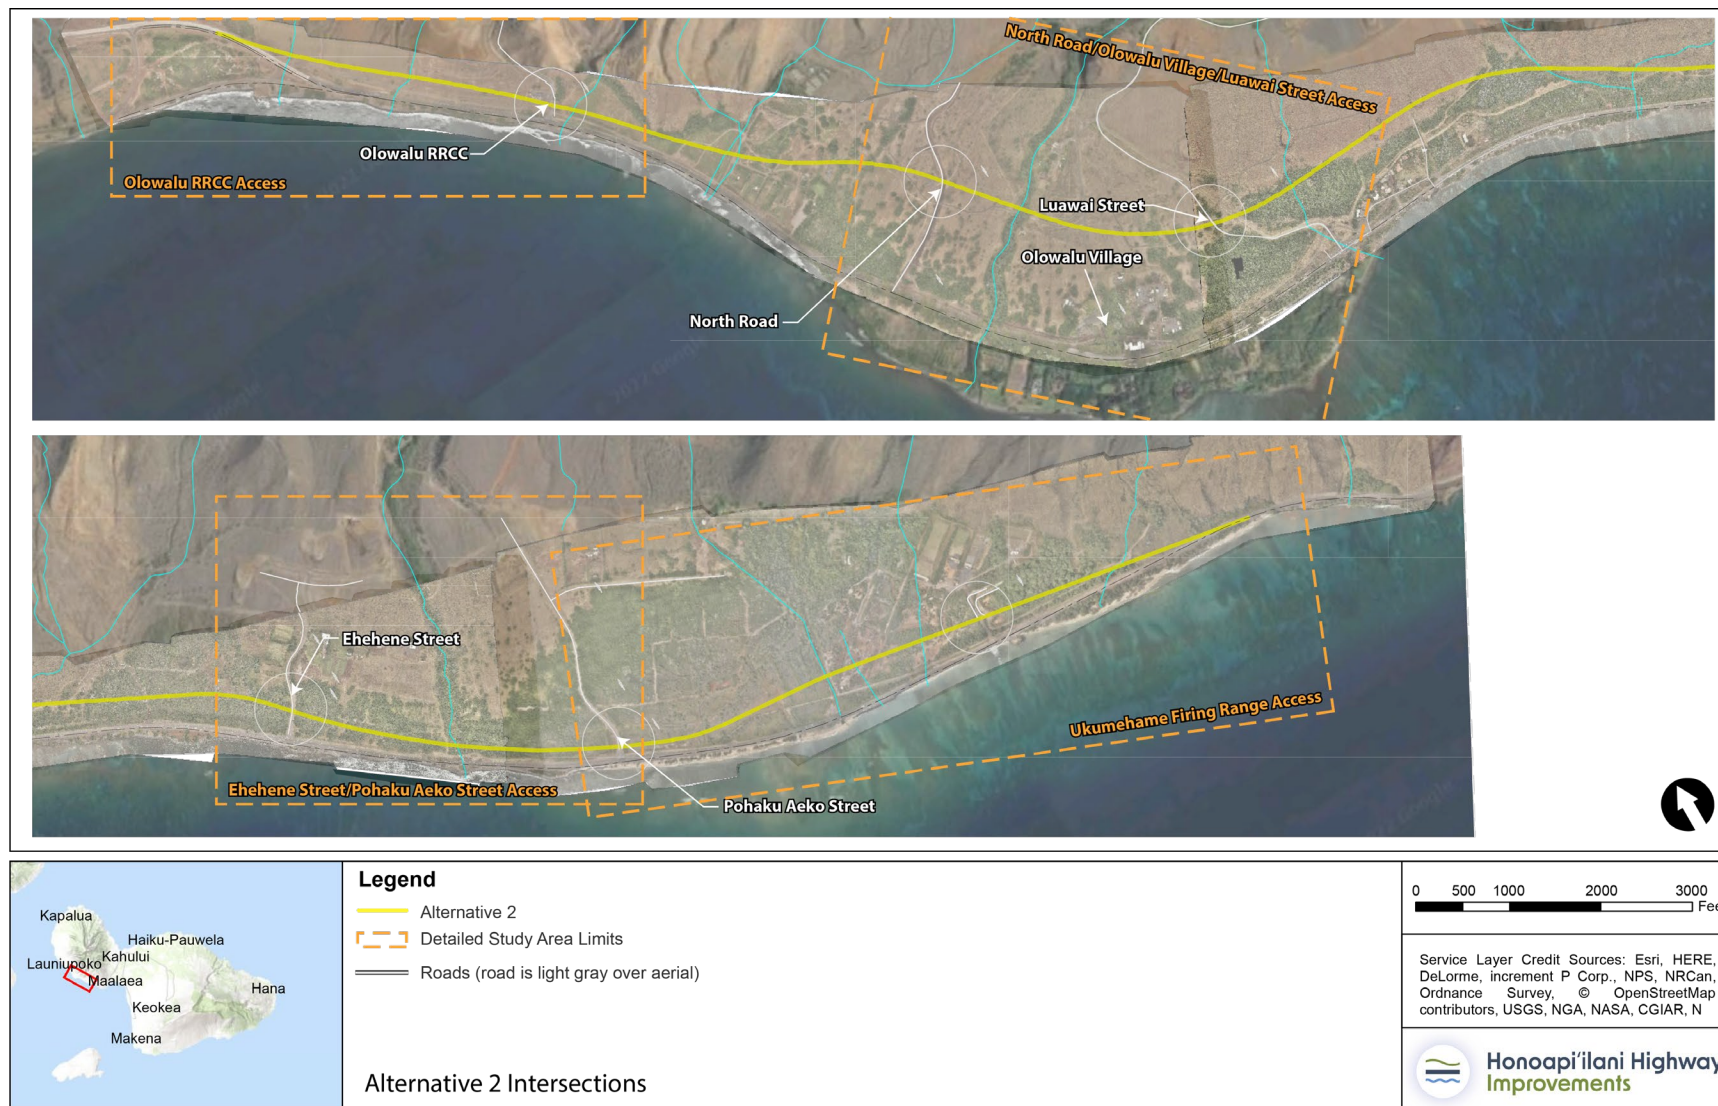 North Road/Olowalu Village/Luawai Street Access
Olowalu RRCC
Olowalu RRCC Access
Luawai Street
Olowalu Village
North Road
Ehehene Street
Ukumehame Firing Range Access
Ehehene Street/Pohaku Aeko Street Access
Pohaku Aeko Street
Kapalua
Haiku-Pauwela
Kahului
Launiupoko
Maalaea
Hana
Keokea
Makena
Legend
Alternative 2
Detailed Study Area Limits
Roads (road is light gray over aerial)
Alternative 2 Intersections
0 500 1000 2000 3000
Fee
Service Layer Credit Sources: Esri, HERE,
DeLorme, increment P Corp., NPS, NRCan,
Ordnance Survey, © OpenStreetMap
contributors, USGS, NGA, NASA, CGIAR, N
Honoapiʻilani Highway
Improvements